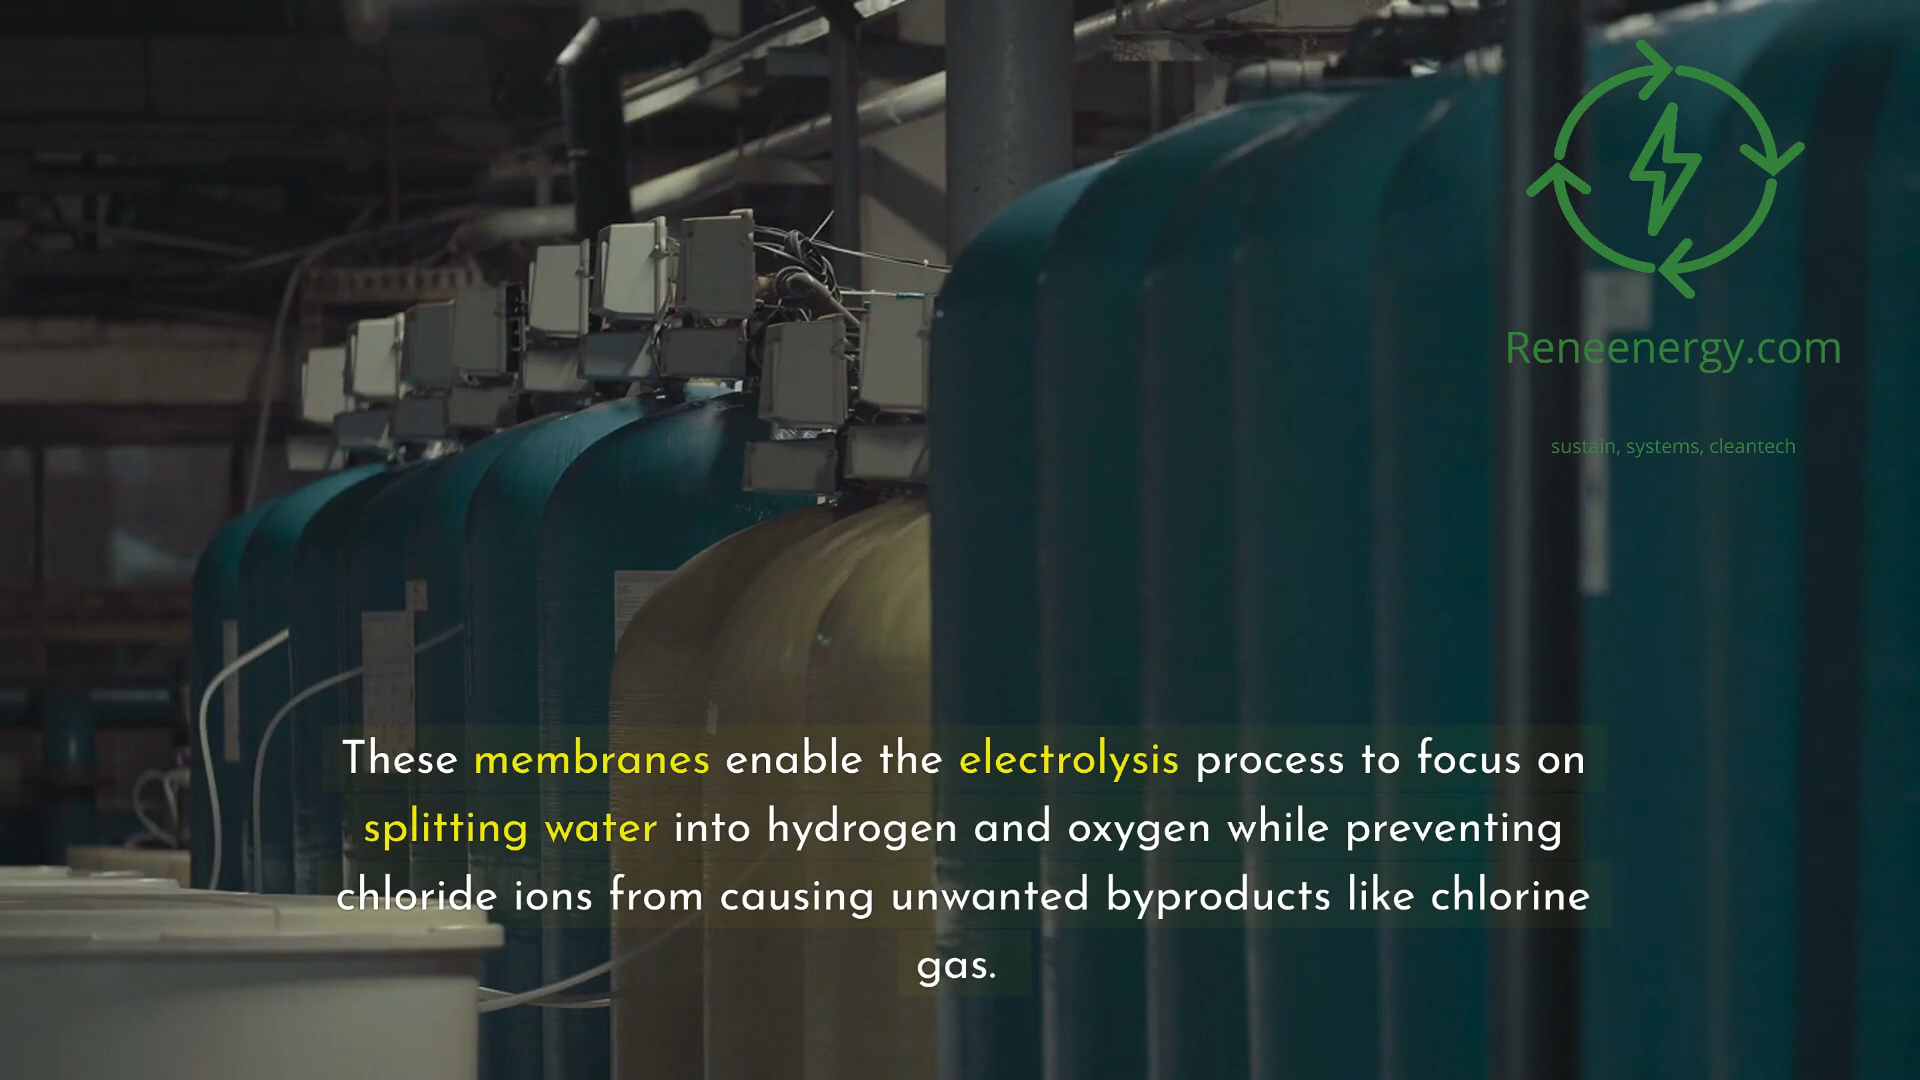 Reneenergy.com
sustain, systems, cleantech
These membranes enable the electrolysis process to focus on
splitting water into hydrogen and oxygen while preventing
chloride ions from causing unwanted byproducts like chlorine
gas.